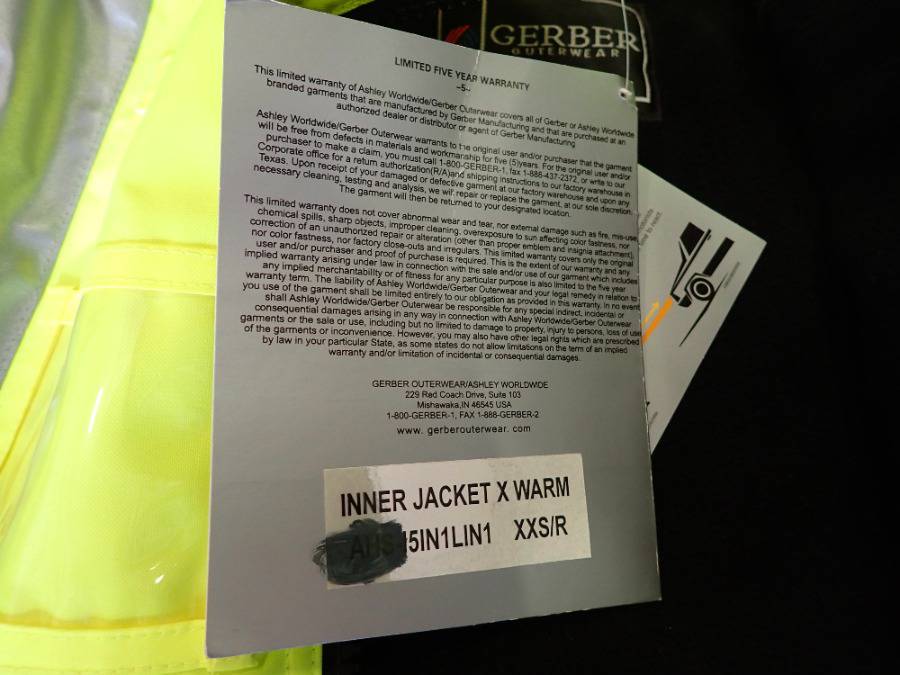 GERBER
OUTERWEAR
LIMITED FIVE YEAR WARRANTY
-5-
This limited warranty of Ashley Worldwide/Gerber Outerwear covers all of Gerber or Ashley Worldwide
branded garments that are manufactured by Gerber Manufacturing and that are purchased at an
authorized dealer or distributor or agent of Gerber Manufacturing
Ashley Worldwide/Gerber Outerwear warrants to the original user and/or purchaser that the garment
will be free from defects in materials and workmanship for five (5)years. For the original user and/or
purchaser to make a claim, you must call 1-800-GERBER-1, fax 1-888-437-2372, or write to our
Corporate office for a return authorization(R/A)and shipping instructions to our factory warehouse in
Texas. Upon receipt of your damaged or defective garment at our factory warehouse and upon any
necessary cleaning, testing and analysis, we will repair or replace the garment, at our sole discretion.
The garment will then be returned to your designated location.
This limited warranty does not cover abnormal wear and tear, nor external damage such as fire, mis-use,
chemical spills, sharp objects, improper cleaning, overexposure to sun affecting color fastness, nor
correction of an unauthorized repair or alteration (other than proper emblem and insignia attachment),
nor color fastness, nor factory close-outs and irregulars. This limited warranty covers only the original
user and/or purchaser and proof of purchase is required. This is the extent of our warranty and any
implied warranty arising under law in connection with the sale and/or use of our garment which includes
any implied merchantability or of fitness for any particular purpose is also limited to the five year
warranty term. The liability of Ashley Worldwide/Gerber Outerwear and your legal remedy in relation to
you use of the garment shall be limited entirely to our obligation as provided in this warranty. In no event
shall Ashley Worldwide/Gerber Outerwear be responsible for any special indirect, incidental or
consequential damages arising in any way in connection with Ashley Worldwide/Gerber Outerwear
garments or the sale or use, including but no limited to damage to property, injury to persons, loss of use
of the garments or inconvenience. However, you may also have other legal rights which are prescribed
by law in your particular State, as some states do not allow limitations on the term of an implied
warranty and/or limitation of incidental or consequential damages.
GERBER OUTERWEAR/ASHLEY WORLDWIDE
229 Red Coach Drive, Suite 103
Mishawaka,IN 46545 USA
1-800-GERBER-1, FAX 1-888-GERBER-2
www. gerberouterwear. com
INNER JACKET X WARM
5IN1LIN1 XXS/R